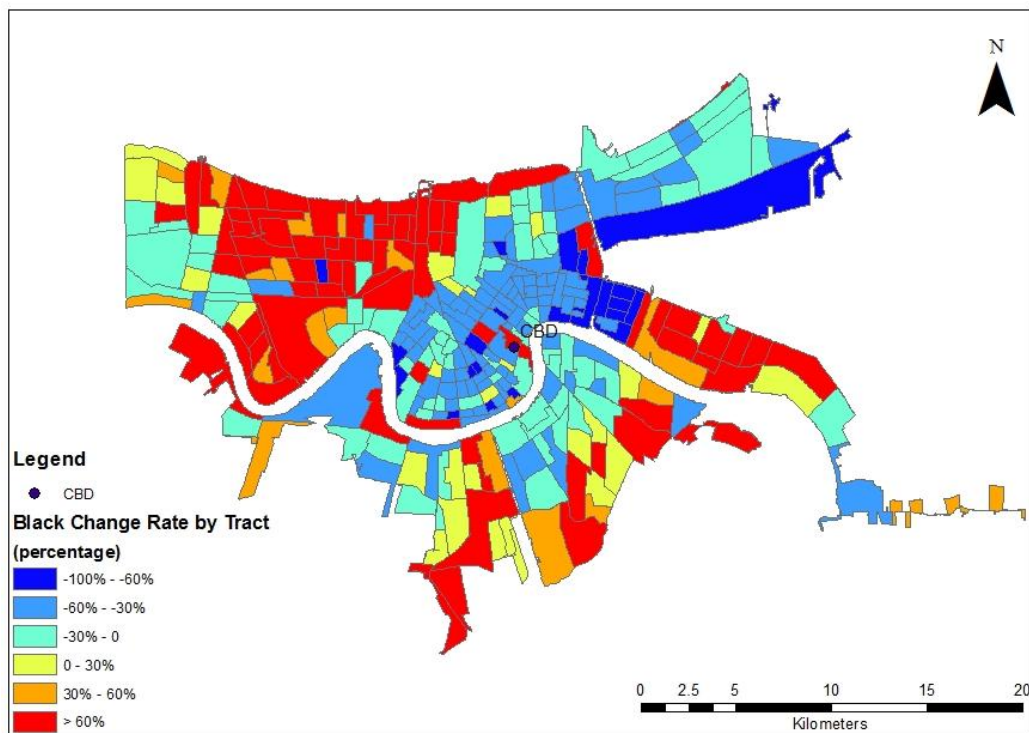 N
CBD
Legend
CBD
Black Change Rate by Tract
(percentage)
-100% - -60%
-60% - -30%
-30% - 0
0 - 30%
30% - 60%
> 60%
0 2.5 5 10 15 20
Kilometers